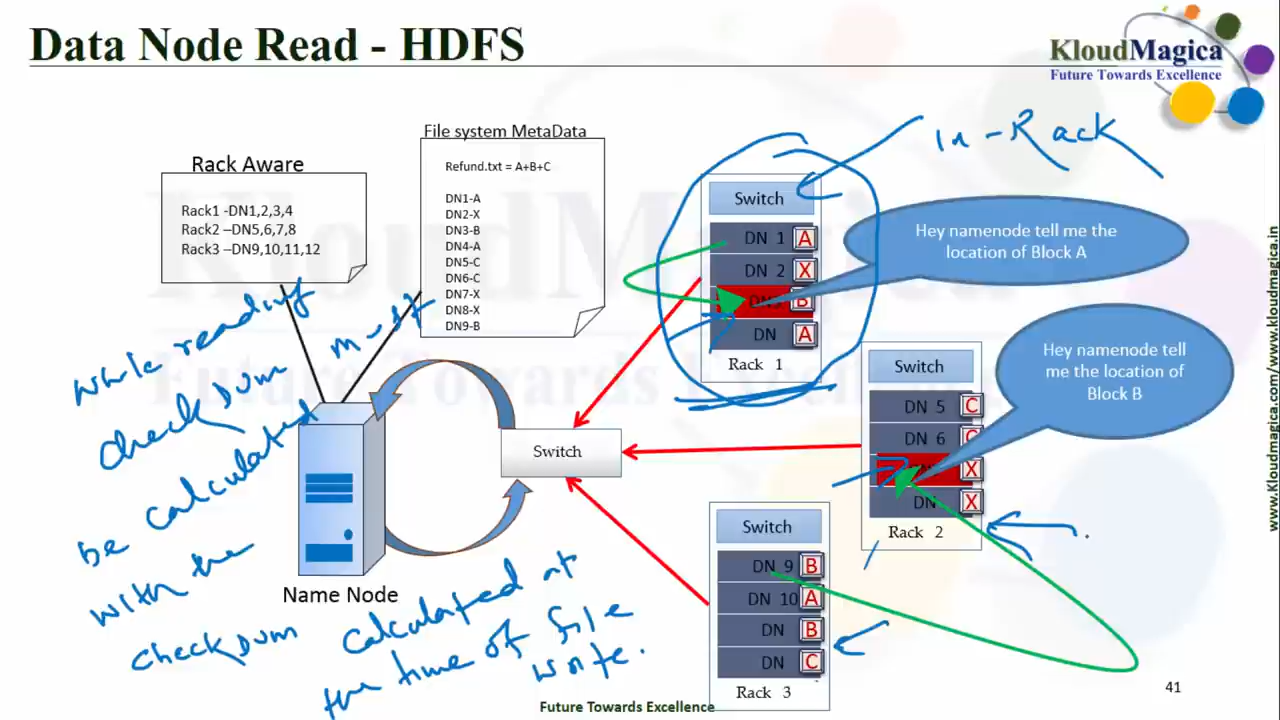 Data Node Read - HDFS
KloudMagica
Future Towards Excellence
File system MetaData
Refund.txt = A+B+C
DN1-A
DN2-X
DN3-B
DN4-A
DN5-C
DN6-C
DN7-X
DN8-X
DN9-B
Rack Aware
Rack1 -DN1,2,3,4
Rack2 –DN5,6,7,8
Rack3 –DN9,10,11,12
In-Rack
Switch
DN 1 A
DN 2 X
B
DN A
Rack 1
Hey namenode tell me the
location of Block A
Hey namenode tell
me the location of
Block B
Switch
DN 5 C
DN 6 C
X
DN X
Rack 2
Switch
Switch
DN 9 B
DN 10 A
DN B
DN C
Rack 3
Name Node
while reading
checksum must
be calculated
with the
checksum
calculated at
the time of file
write.
41
Future Towards Excellence
www.kloudmagica.com/www.kloudmagica.in